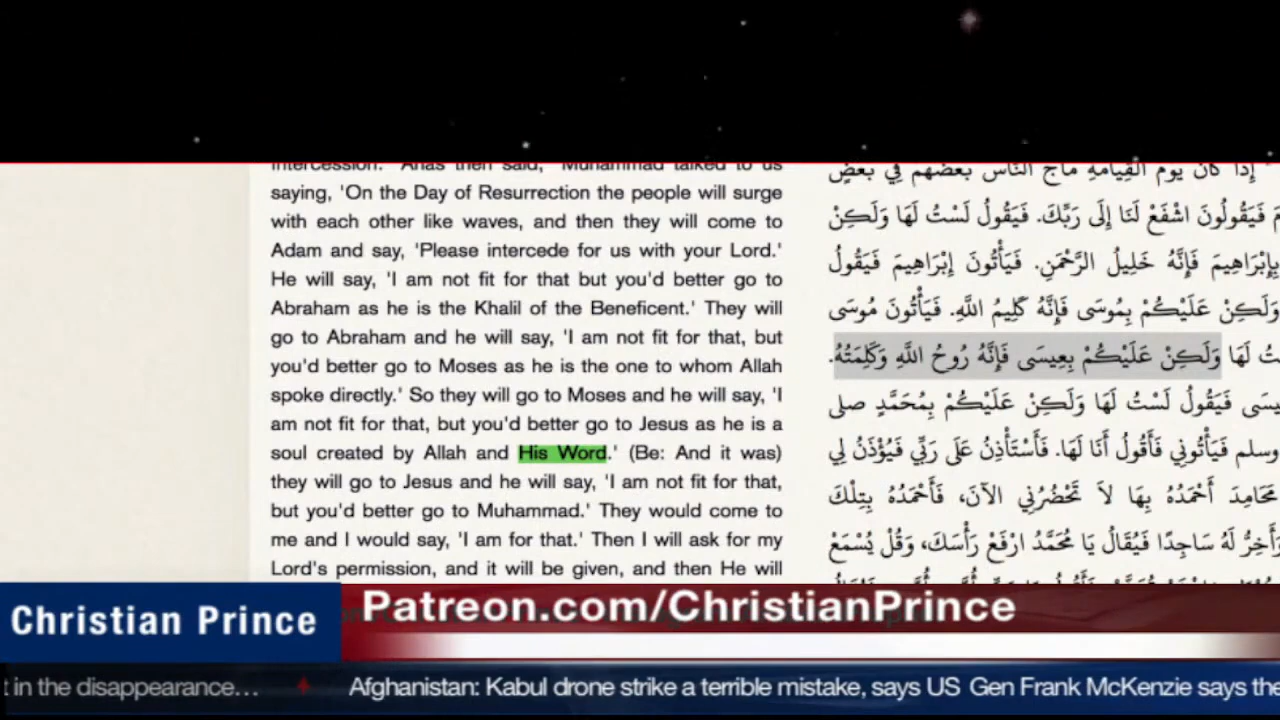 intercession.' Anas then said, 'Muhammad talked to us
saying, 'On the Day of Resurrection the people will surge
with each other like waves, and then they will come to
Adam and say, 'Please intercede for us with your Lord.'
He will say, 'I am not fit for that but you'd better go to
Abraham as he is the Khalil of the Beneficent.' They will
go to Abraham and he will say, 'I am not fit for that, but
you'd better go to Moses as he is the one to whom Allah
spoke directly.' So they will go to Moses and he will say, 'I
am not fit for that, but you'd better go to Jesus as he is a
soul created by Allah and His Word.' (Be: And it was)
they will go to Jesus and he will say, 'I am not fit for that,
but you'd better go to Muhammad.' They would come to
me and I would say, 'I am for that.' Then I will ask for my
Lord's permission, and it will be given, and then He will
إِذَا كَانَ يَوْمُ الْقِيَامَةِ مَاجَ النَّاسُ بَعْضُهُمْ فِي بَعْضٍ
فَيَقُولُونَ اشْفَعْ لَنَا إِلَى رَبِّكَ. فَيَقُولُ لَسْتُ لَهَا وَلَكِنْ
بِإِبْرَاهِيمَ فَإِنَّهُ خَلِيلُ الرَّحْمَنِ. فَيَأْتُونَ إِبْرَاهِيمَ فَيَقُولُ
وَلَكِنْ عَلَيْكُمْ بِمُوسَى فَإِنَّهُ كَلِيمُ اللَّهِ. فَيَأْتُونَ مُوسَى
لَهَا وَلَكِنْ عَلَيْكُمْ بِعِيسَى فَإِنَّهُ رُوحُ اللَّهِ وَكَلِمَتُهُ.
فَيَقُولُ لَسْتُ لَهَا وَلَكِنْ عَلَيْكُمْ بِمُحَمَّدٍ صلى
وسلم فَيَأْتُونِي فَأَقُولُ أَنَا لَهَا. فَأَسْتَأْذِنُ عَلَى رَبِّي فَيُؤْذَنُ لِي
مَحَامِدَ أَحْمَدُهُ بِهَا لاَ تَحْضُرُنِي الآنَ، فَأَحْمَدُهُ بِتِلْكَ
وَأَخِرُّ لَهُ سَاجِدًا فَيُقَالُ يَا مُحَمَّدُ ارْفَعْ رَأْسَكَ، وَقُلْ يُسْمَعْ
Christian Prince
Patreon.com/ChristianPrince
t in the disappearance… Afghanistan: Kabul drone strike a terrible mistake, says US Gen Frank McKenzie says the